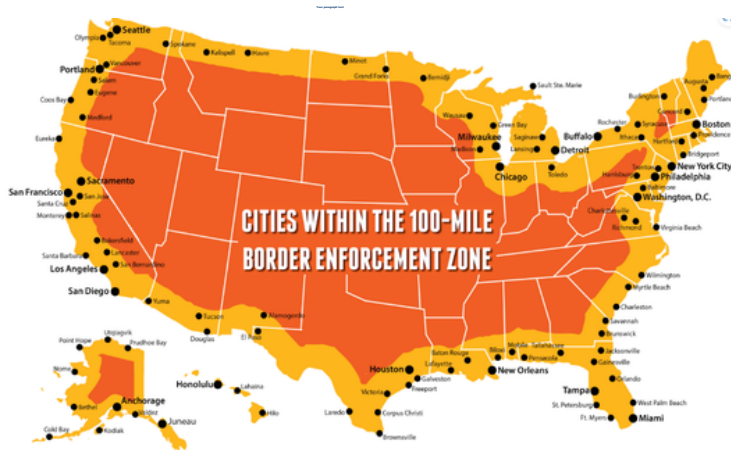 Seattle
Olympia
Tacoma
Spokane
Kalispell
Havre
Minot
Grand Forks
Bemidji
Sault Ste. Marie
Vancouver
Portland
Salem
Eugene
Coos Bay
Medford
Eureka
Wausau
Green Bay
Milwaukee
Madison
Saginaw
Lansing
Detroit
Chicago
Toledo
Buffalo
Rochester
Syracuse
Ithaca
Burlington
Augusta
Portland
Concord
Boston
Providence
Hartford
Bridgeport
New York City
Trenton
Philadelphia
Harrisburg
Baltimore
Washington, D.C.
Charlottesville
Richmond
Virginia Beach
Sacramento
San Francisco
San Jose
Santa Cruz
Monterey
Salinas
CITIES WITHIN THE 100-MILE
BORDER ENFORCEMENT ZONE
Bakersfield
Santa Barbara
Lancaster
San Bernardino
Los Angeles
San Diego
Yuma
Tucson
Douglas
Alamogordo
El Paso
Wilmington
Myrtle Beach
Charleston
Savannah
Brunswick
Jacksonville
Gainesville
Orlando
Tampa
St. Petersburg
West Palm Beach
Ft. Myers
Miami
Tallahassee
Mobile
Pensacola
Biloxi
New Orleans
Baton Rouge
Lafayette
Houston
Galveston
Freeport
Victoria
Corpus Christi
Laredo
Brownsville
Utqiagvik
Point Hope
Prudhoe Bay
Nome
Bethel
Anchorage
Valdez
Juneau
Cold Bay
Kodiak
Honolulu
Lahaina
Hilo